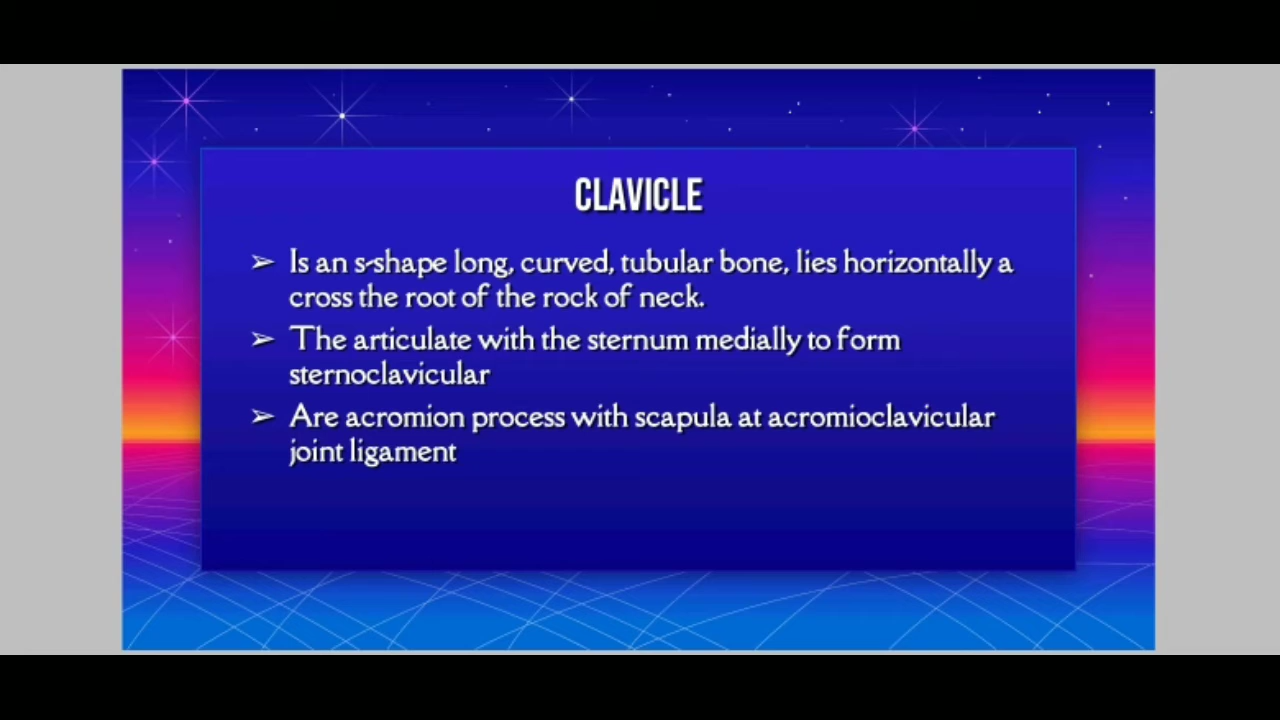 CLAVICLE
➢ Is an s-shape long, curved, tubular bone, lies horizontally a
cross the root of the rock of neck.
➢ The articulate with the sternum medially to form
sternoclavicular
➢ Are acromion process with scapula at acromioclavicular
joint ligament